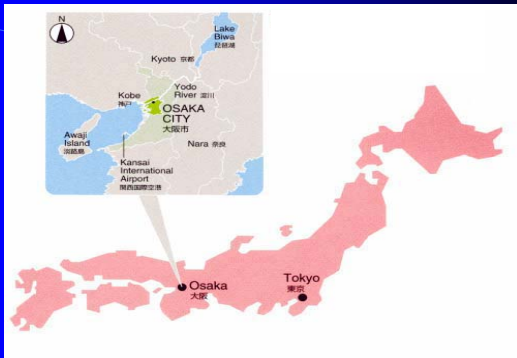 N
Lake
Biwa
琵琶湖
Kyoto 京都
Yodo
River 淀川
Kobe
神戸
OSAKA
CITY
大阪市
Awaji
Island
淡路島
Nara 奈良
Kansai
International
Airport
関西国際空港
Osaka
大阪
Tokyo
東京